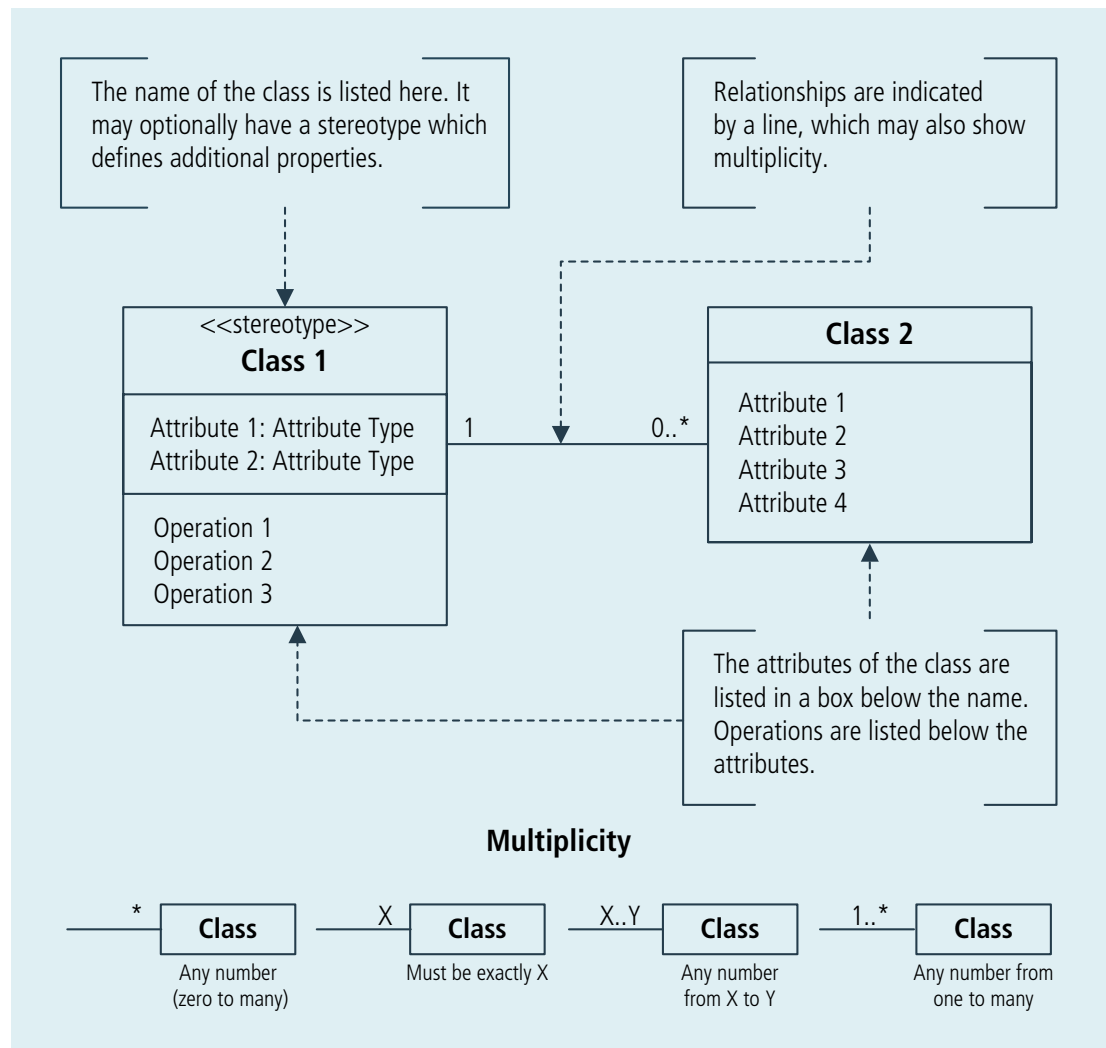 The name of the class is listed here. It
may optionally have a stereotype which
defines additional properties.
Relationships are indicated
by a line, which may also show
multiplicity.
<<stereotype>>
Class 1
Attribute 1: Attribute Type
Attribute 2: Attribute Type
Operation 1
Operation 2
Operation 3
1
0..*
Class 2
Attribute 1
Attribute 2
Attribute 3
Attribute 4
The attributes of the class are
listed in a box below the name.
Operations are listed below the
attributes.
Multiplicity
*
Class
Any number
(zero to many)
X
Class
Must be exactly X
X..Y
Class
Any number
from X to Y
1..*
Class
Any number from
one to many